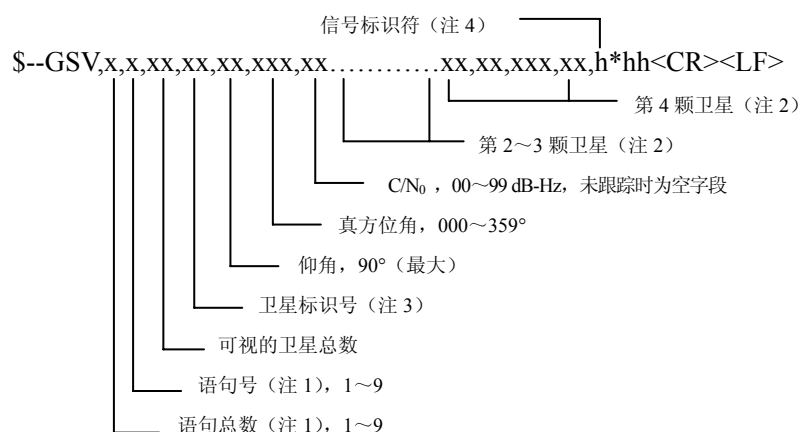 信号标识符（注 4）
$--GSV,x,x,xx,xx,xx,xxx,xx…………xx,xx,xxx,xx,h*hh<CR><LF>
第 4 颗卫星（注 2）
第 2～3 颗卫星（注 2）
C/N₀ ，00～99 dB-Hz，未跟踪时为空字段
真方位角，000～359°
仰角，90°（最大）
卫星标识号（注 3）
可视的卫星总数
语句号（注 1），1～9
语句总数（注 1），1～9